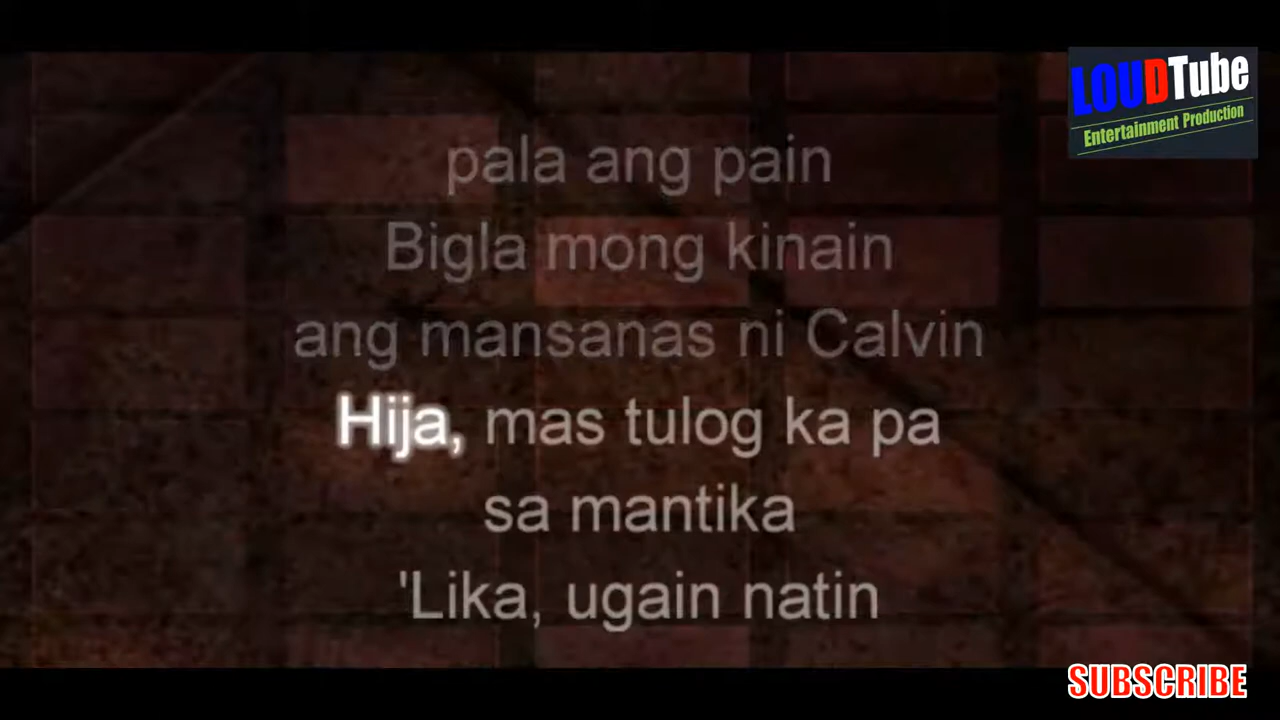 LOUDTube
Entertainment Production
pala ang pain
Bigla mong kinain
ang mansanas ni Calvin
Hija, mas tulog ka pa
sa mantika
'Lika, ugain natin
SUBSCRIBE